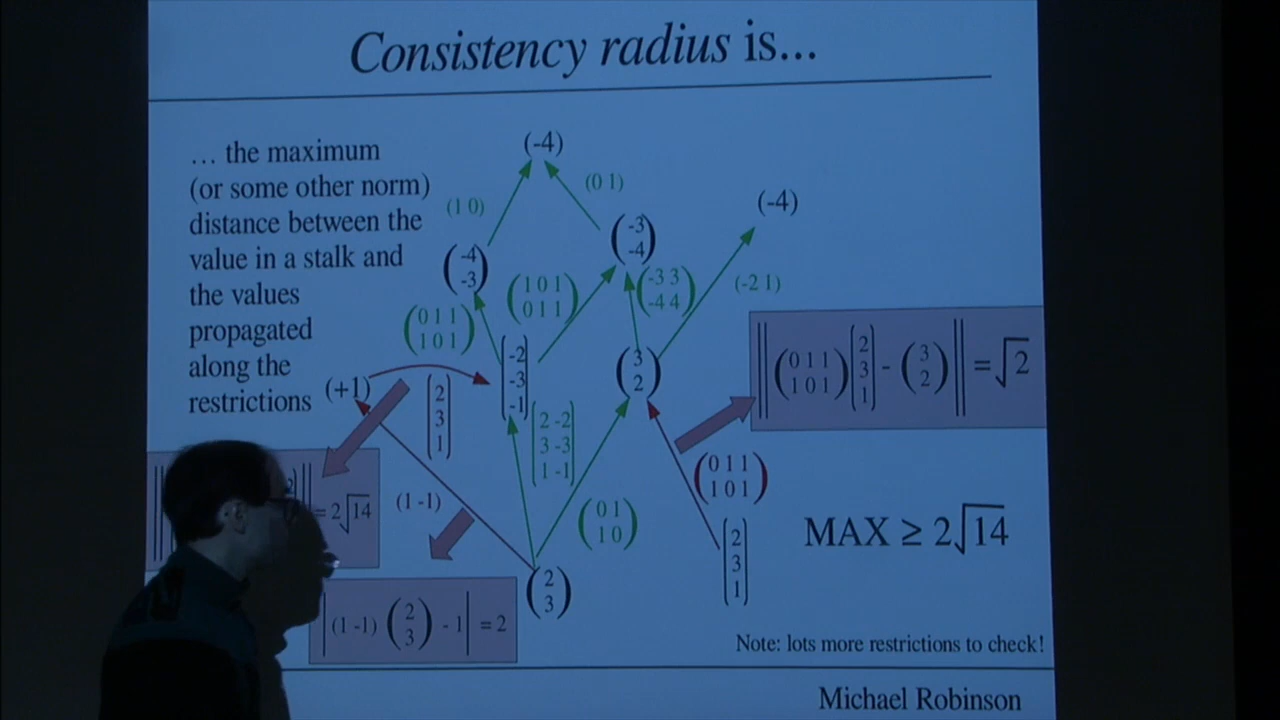 Consistency radius is...
... the maximum
(or some other norm)
distance between the
value in a stalk and
the values
propagated
along the
restrictions
(-4)
(1 0)
(0 1)
(-4)
(-4
-3)
(-3
-4)
(1 0 1
0 1 1)
(-3 3
-4 4)
(-2 1)
(0 1 1
1 0 1)
(+1)
[2
3
1]
[-2
-3
-1]
(3
2)
‖(0 1 1
1 0 1)[2
3
1] - (3
2)‖ = √2
[2 -2
3 -3
1 -1]
= 2√14
(1 -1)
(0 1
1 0)
(0 1 1
1 0 1)
[2
3
1]
MAX ≥ 2√14
(2
3)
|(1 -1) (2
3) - 1| = 2
Note: lots more restrictions to check!
Michael Robinson